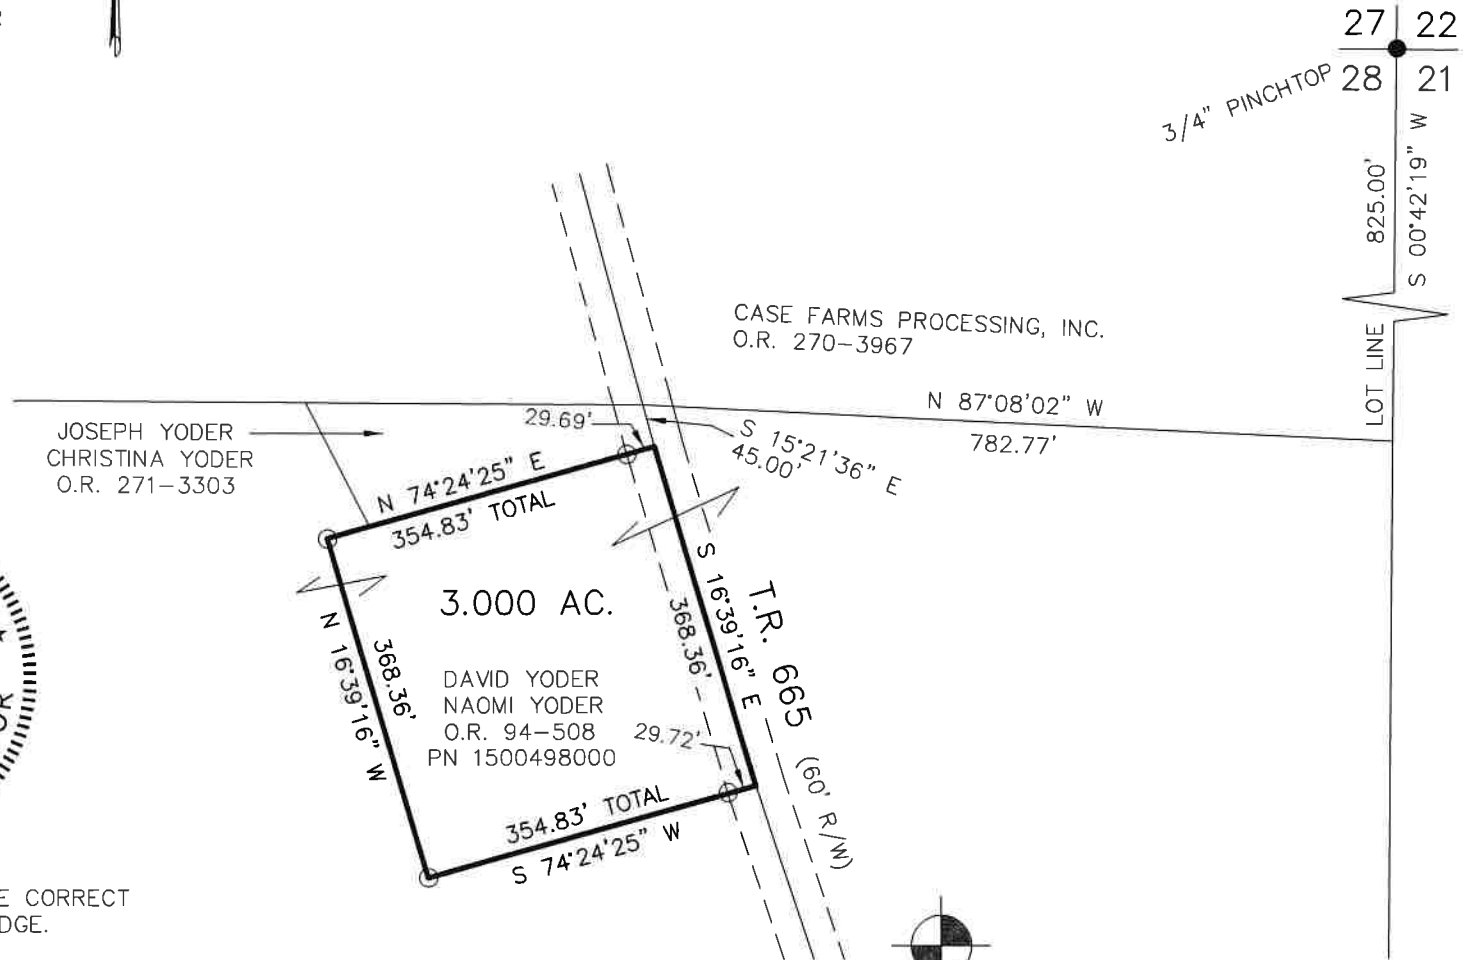 27 22
28 21
3/4" PINCHTOP
825.00'
S 00°42'19" W
LOT LINE
CASE FARMS PROCESSING, INC.
O.R. 270-3967
N 87°08'02" W
782.77'
JOSEPH YODER
CHRISTINA YODER
O.R. 271-3303
29.69'
S 15°21'36" E
45.00'
N 74°24'25" E
354.83' TOTAL
3.000 AC.
N 16°39'16" W
368.36'
DAVID YODER
NAOMI YODER
O.R. 94-508
PN 1500498000
368.36'
S 16°39'16" E
T.R. 665 (60' R/W)
29.72'
354.83' TOTAL
S 74°24'25" W
E CORRECT
DGE.